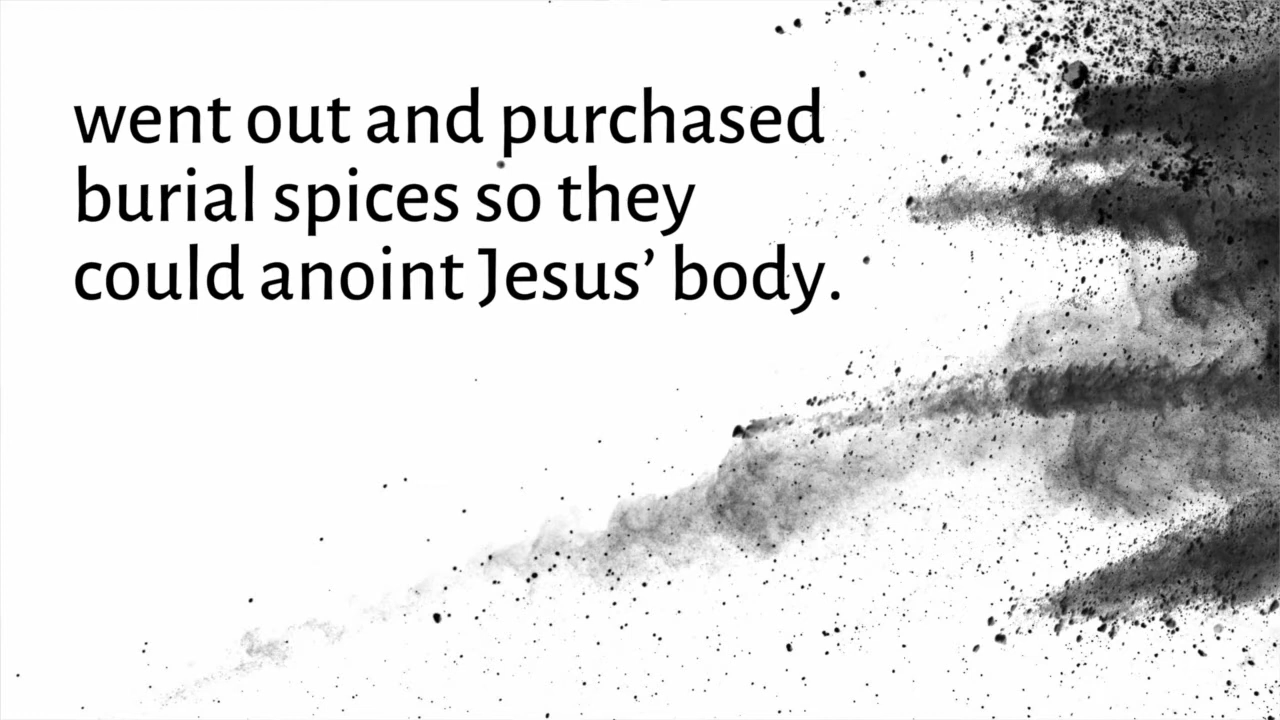 went out and purchased
burial spices so they
could anoint Jesus’ body.